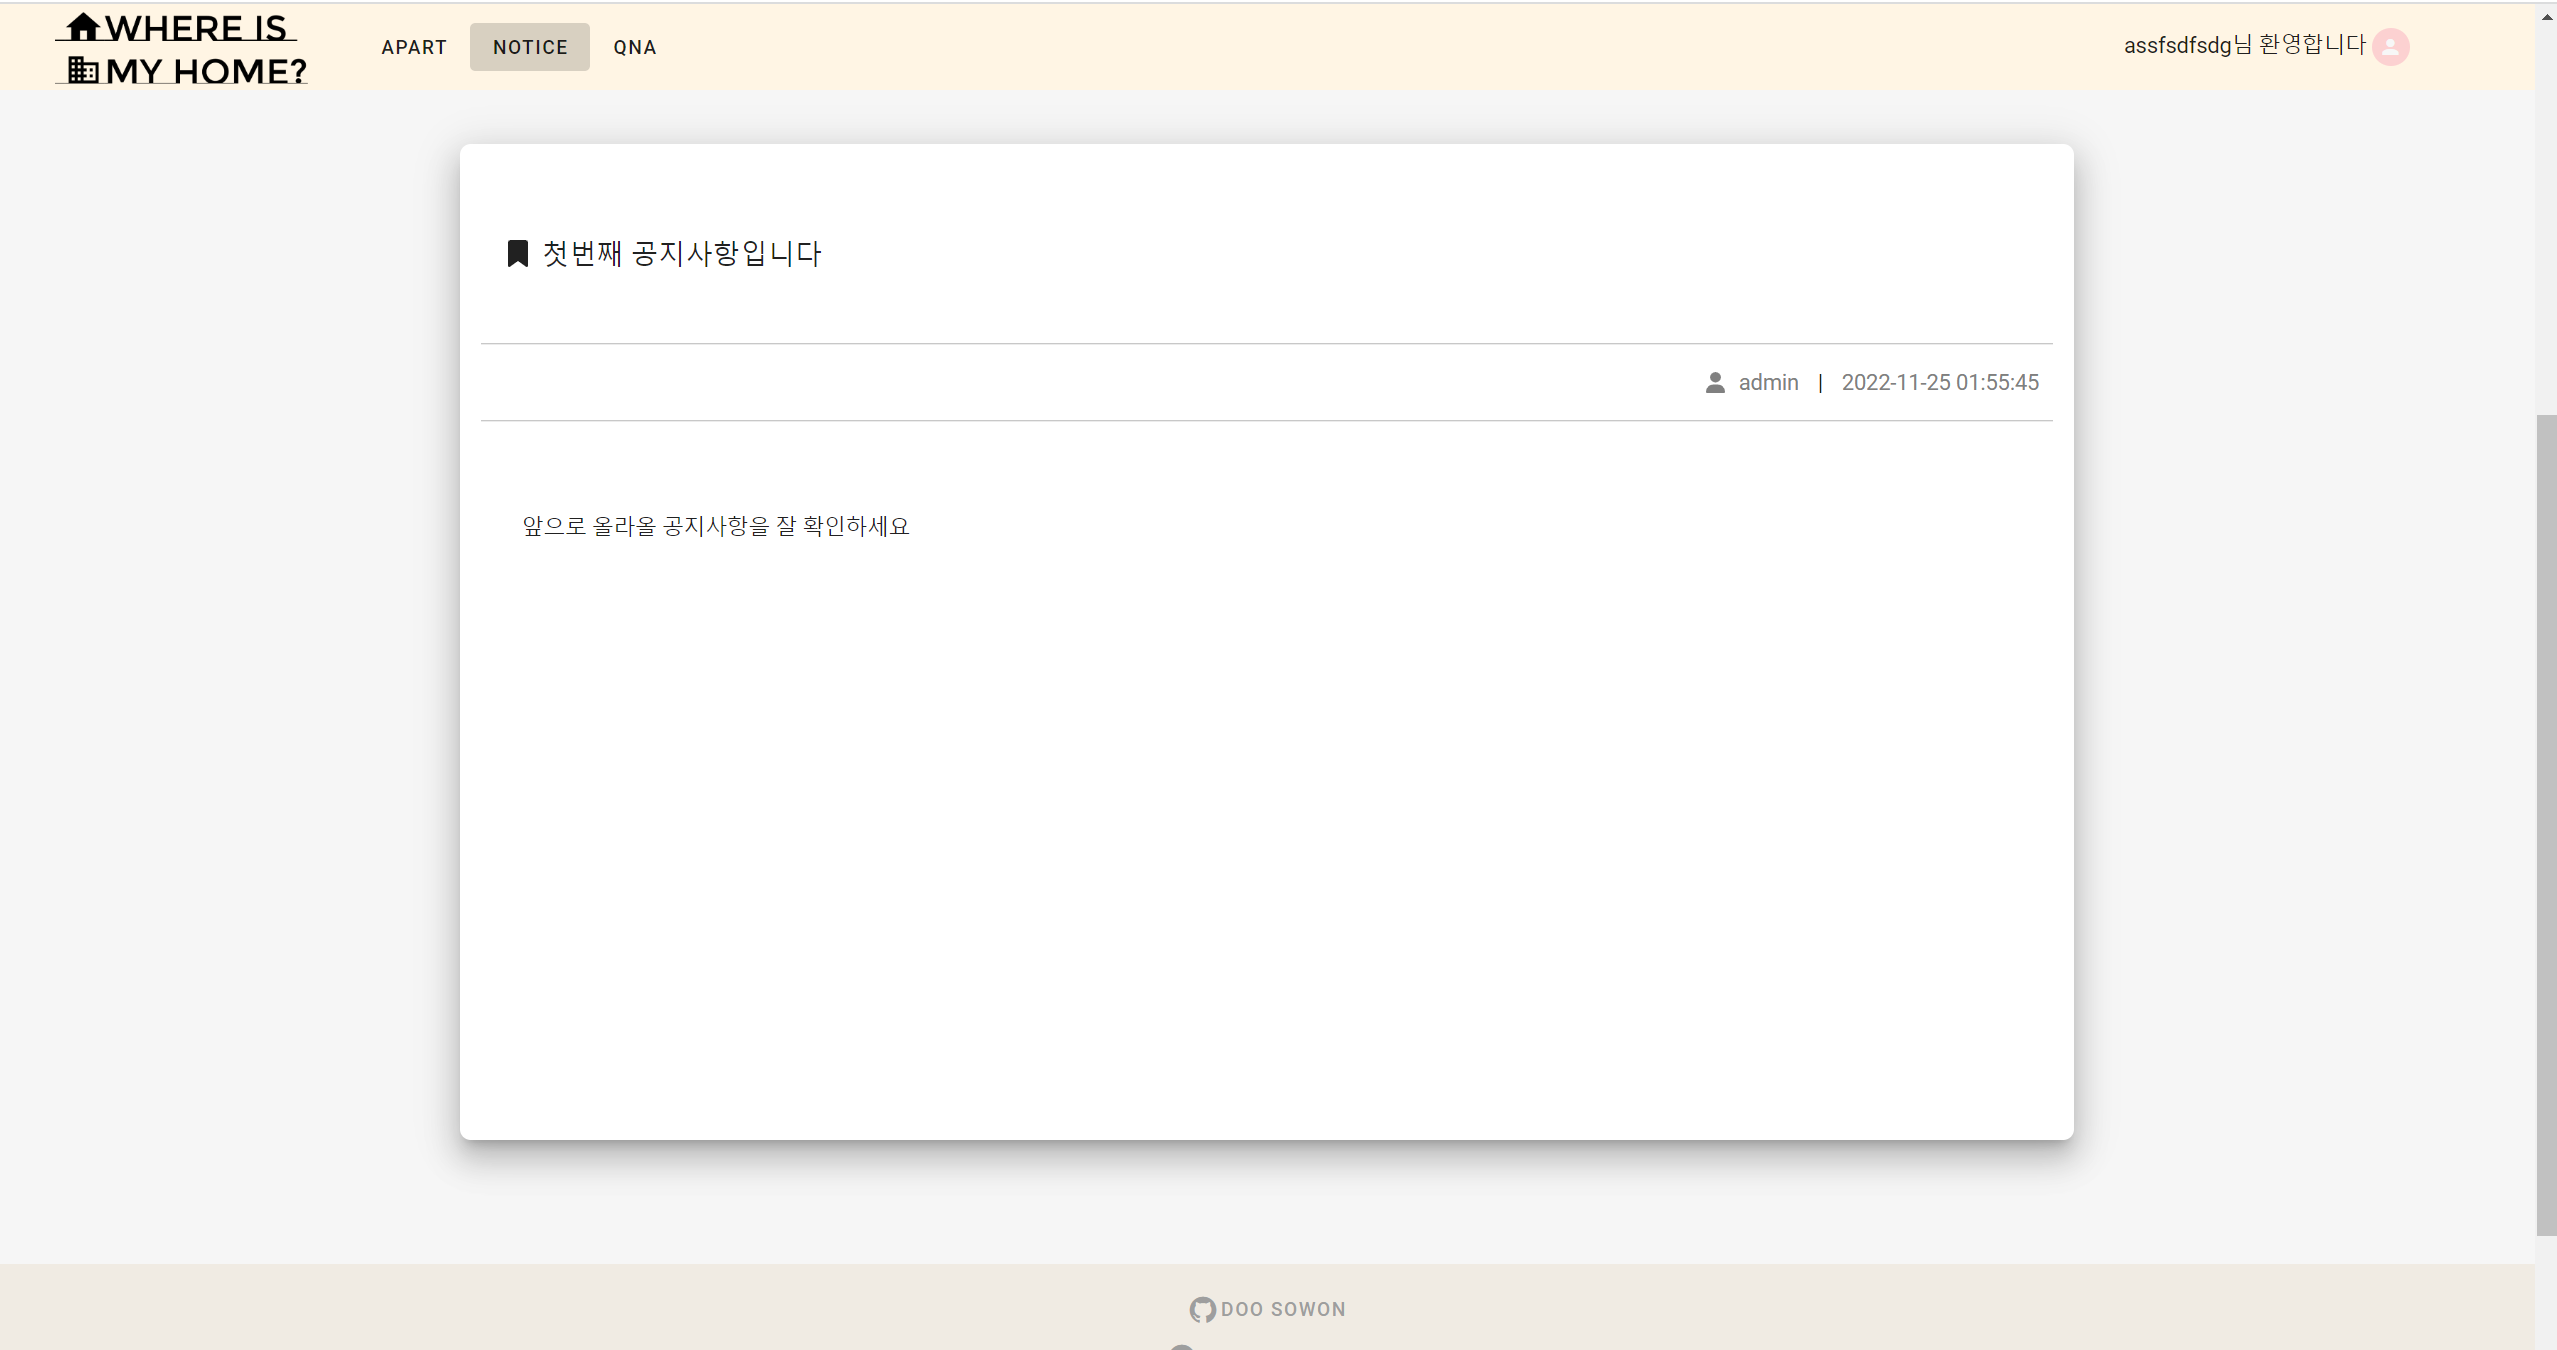 WHERE IS
MY HOME?
APART NOTICE QNA
assfsdfsdg님 환영합니다
첫번째 공지사항입니다
admin | 2022-11-25 01:55:45
앞으로 올라올 공지사항을 잘 확인하세요
DOO SOWON